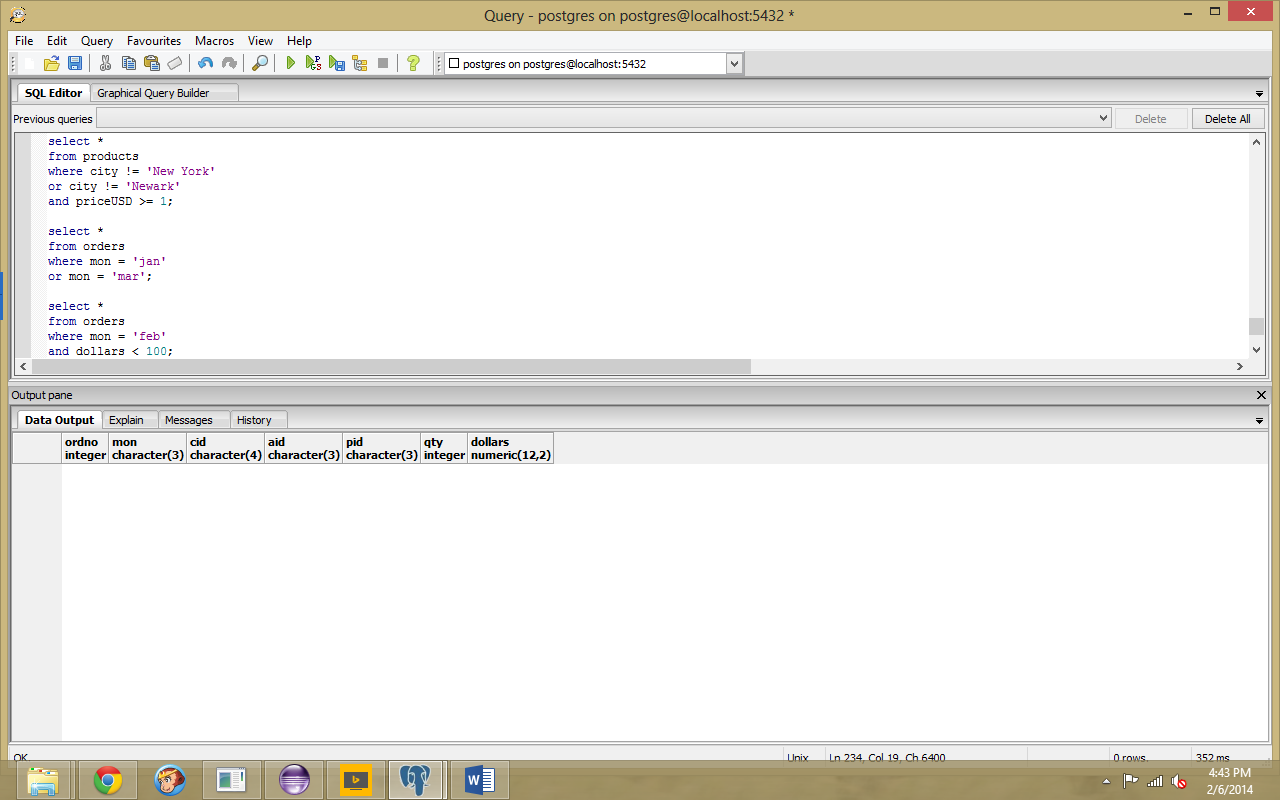 Query - postgres on postgres@localhost:5432 *
File Edit Query Favourites Macros View Help
postgres on postgres@localhost:5432
SQL Editor Graphical Query Builder
Previous queries Delete Delete All
select *
from products
where city != 'New York'
or city != 'Newark'
and priceUSD >= 1;
select *
from orders
where mon = 'jan'
or mon = 'mar';
select *
from orders
where mon = 'feb'
and dollars < 100;
Output pane
Data Output Explain Messages History
ordno mon cid aid pid qty dollars
integer character(3) character(4) character(3) character(3) integer numeric(12,2)
OK Unix Ln 234, Col 19, Ch 6400 0 rows. 352 ms
4:43 PM
2/6/2014